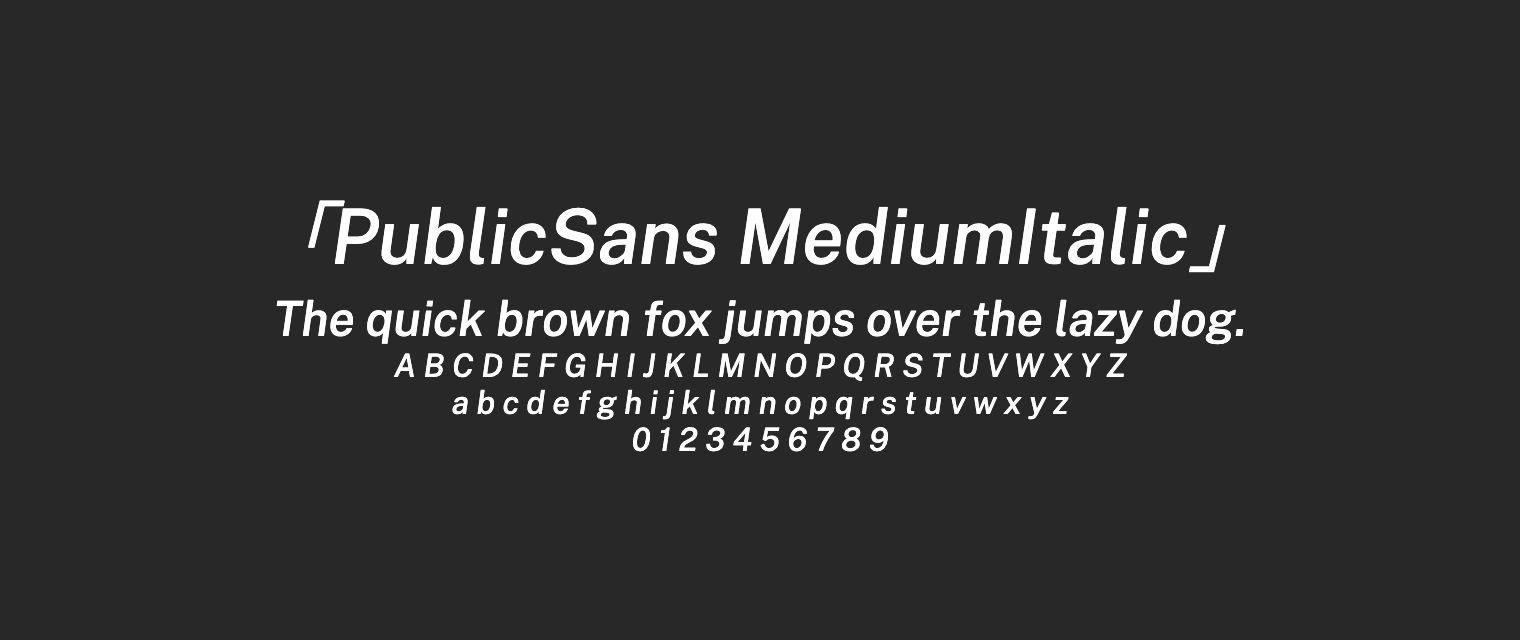 「PublicSans MediumItalic」
The quick brown fox jumps over the lazy dog.
A B C D E F G H I J K L M N O P Q R S T U V W X Y Z
a b c d e f g h i j k l m n o p q r s t u v w x y z
0 1 2 3 4 5 6 7 8 9